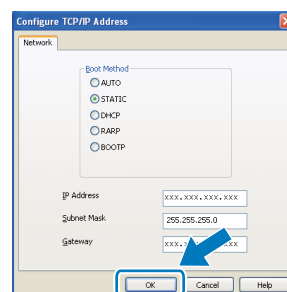 Configure TCP/IP Address
Network
Boot Method
AUTO
STATIC
DHCP
RARP
BOOTP
IP Address xxx.xxx.xxx.xxx
Subnet Mask 255.255.255.0
Gateway
OK Cancel Help